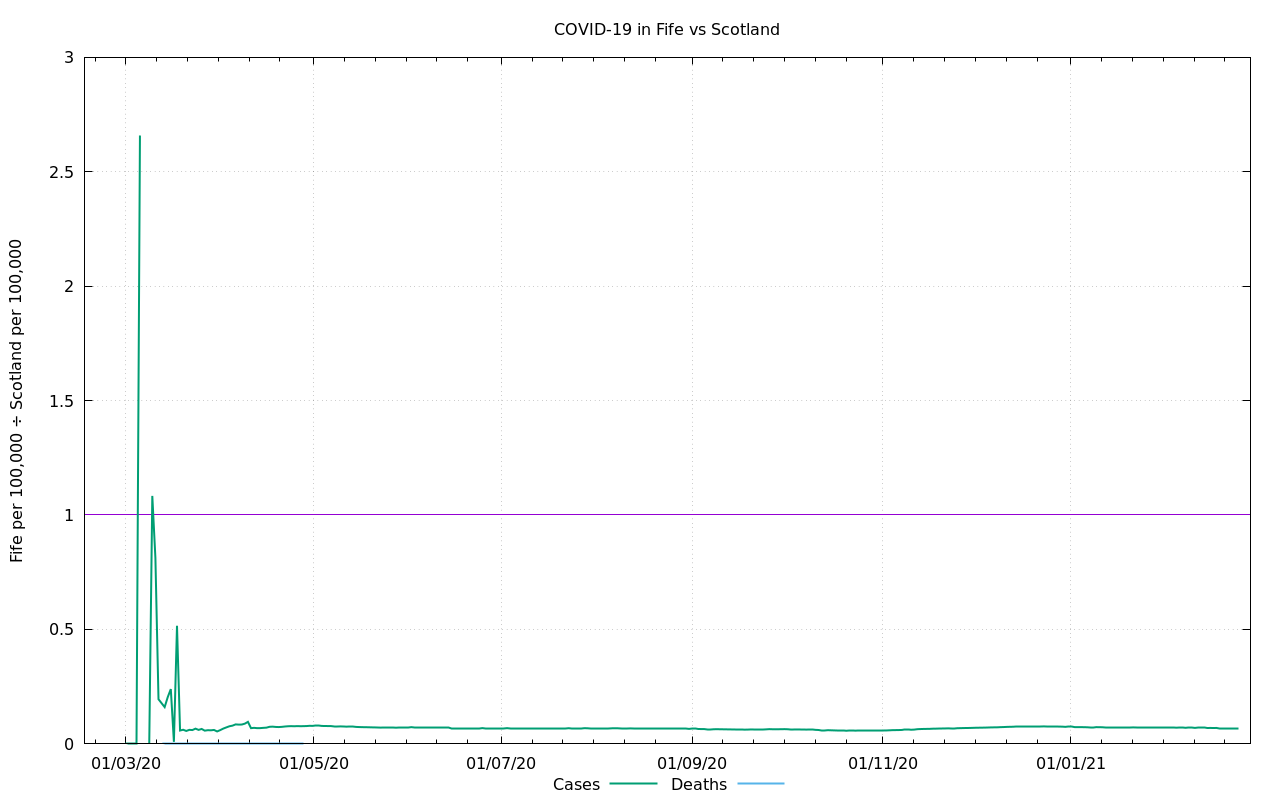 COVID-19 in Fife vs Scotland
Fife per 100,000 ÷ Scotland per 100,000
3
2.5
2
1.5
1
0.5
0
01/03/20 01/05/20 01/07/20 01/09/20 01/11/20 01/01/21
Cases Deaths